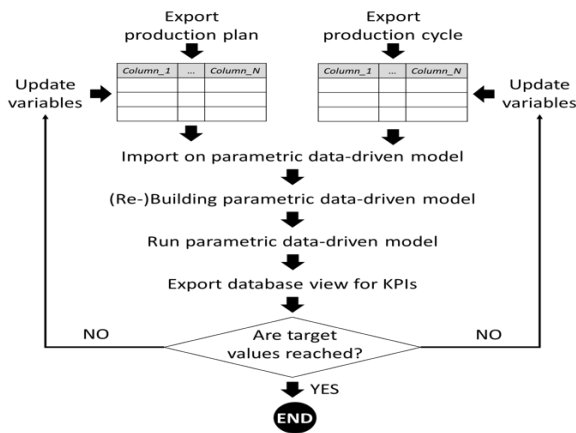 Export
production plan
Export
production cycle
Column_1 ... Column_N
Column_1 ... Column_N
Update
variables
Update
variables
Import on parametric data-driven model
(Re-)Building parametric data-driven model
Run parametric data-driven model
Export database view for KPIs
NO
Are target
values reached?
NO
YES
END